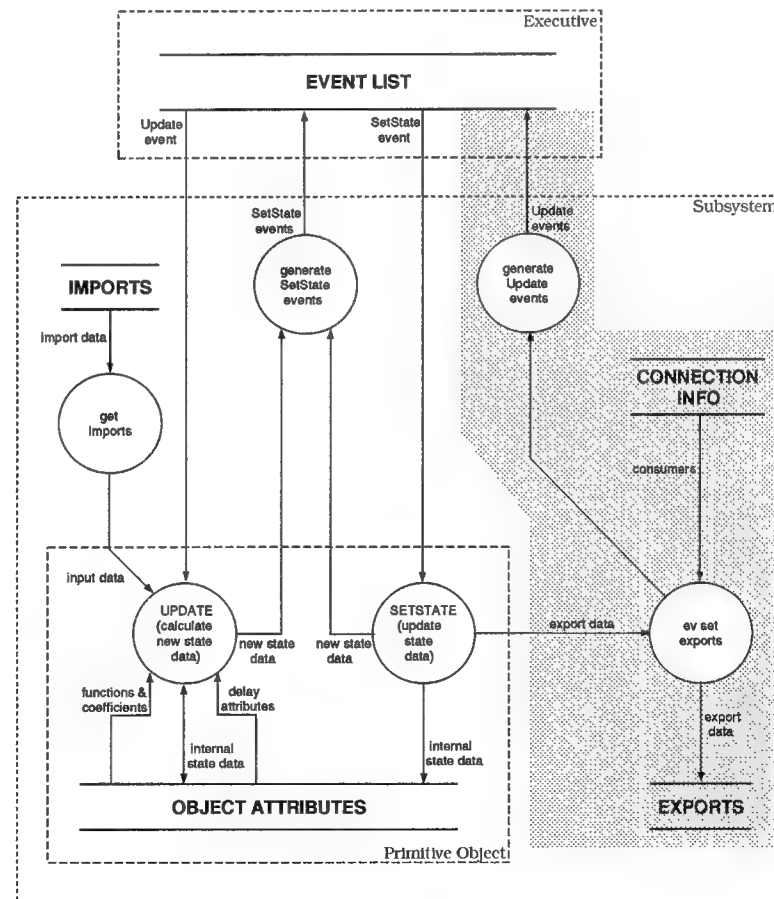 Executive
EVENT LIST
Update
event
SetState
event
Subsystem
SetState
events
Update
events
generate
SetState
events
generate
Update
events
IMPORTS
import data
get
imports
CONNECTION
INFO
consumers
input data
UPDATE
(calculate
new state
data)
new state
data
new state
data
SETSTATE
(update
state
data)
export data
ev set
exports
functions &
coefficients
delay
attributes
internal
state data
internal
state data
export
data
OBJECT ATTRIBUTES
EXPORTS
Primitive Object